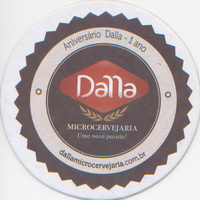 Aniversário Dalla - 1 ano
Dalla
MICROCERVEJARIA
Uma nova paixão!
dallamicrocervejaria.com.br